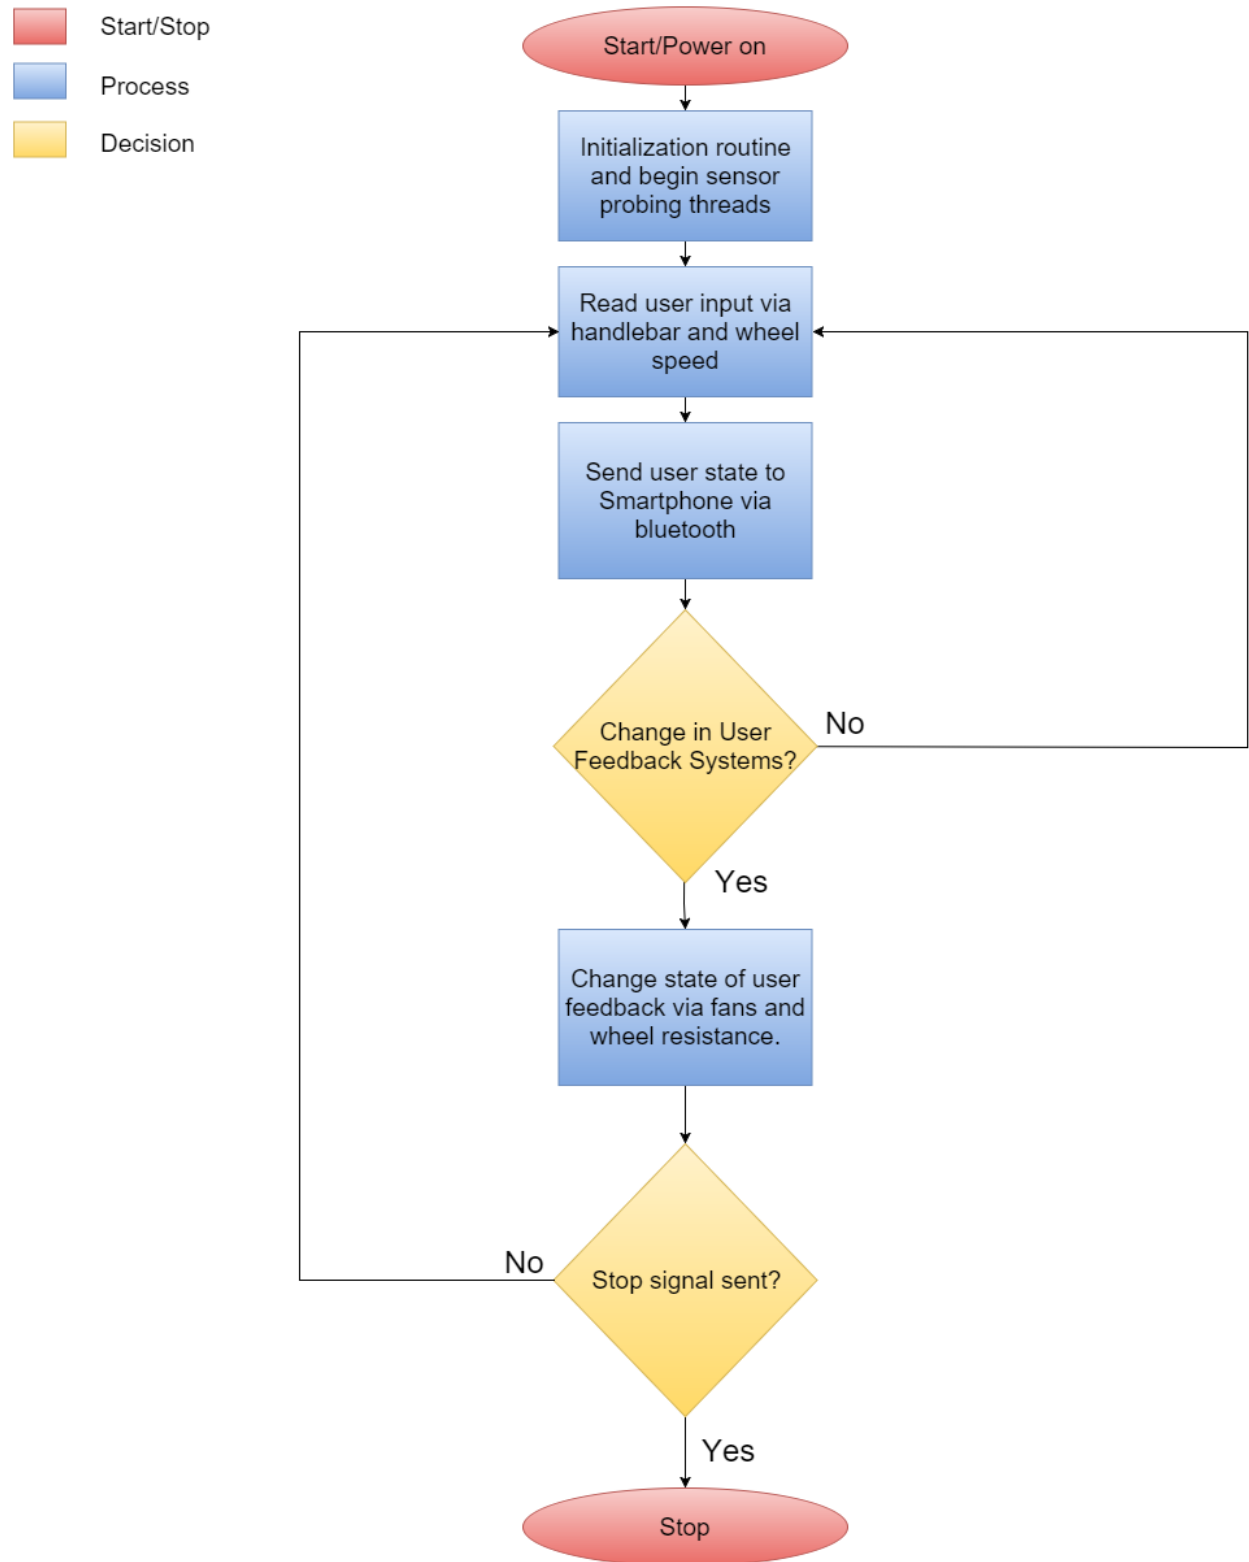 Start/Stop
Process
Decision
Start/Power on
Initialization routine
and begin sensor
probing threads
Read user input via
handlebar and wheel
speed
Send user state to
Smartphone via
bluetooth
Change in User
Feedback Systems?
No
Yes
Change state of user
feedback via fans and
wheel resistance.
No
Stop signal sent?
Yes
Stop